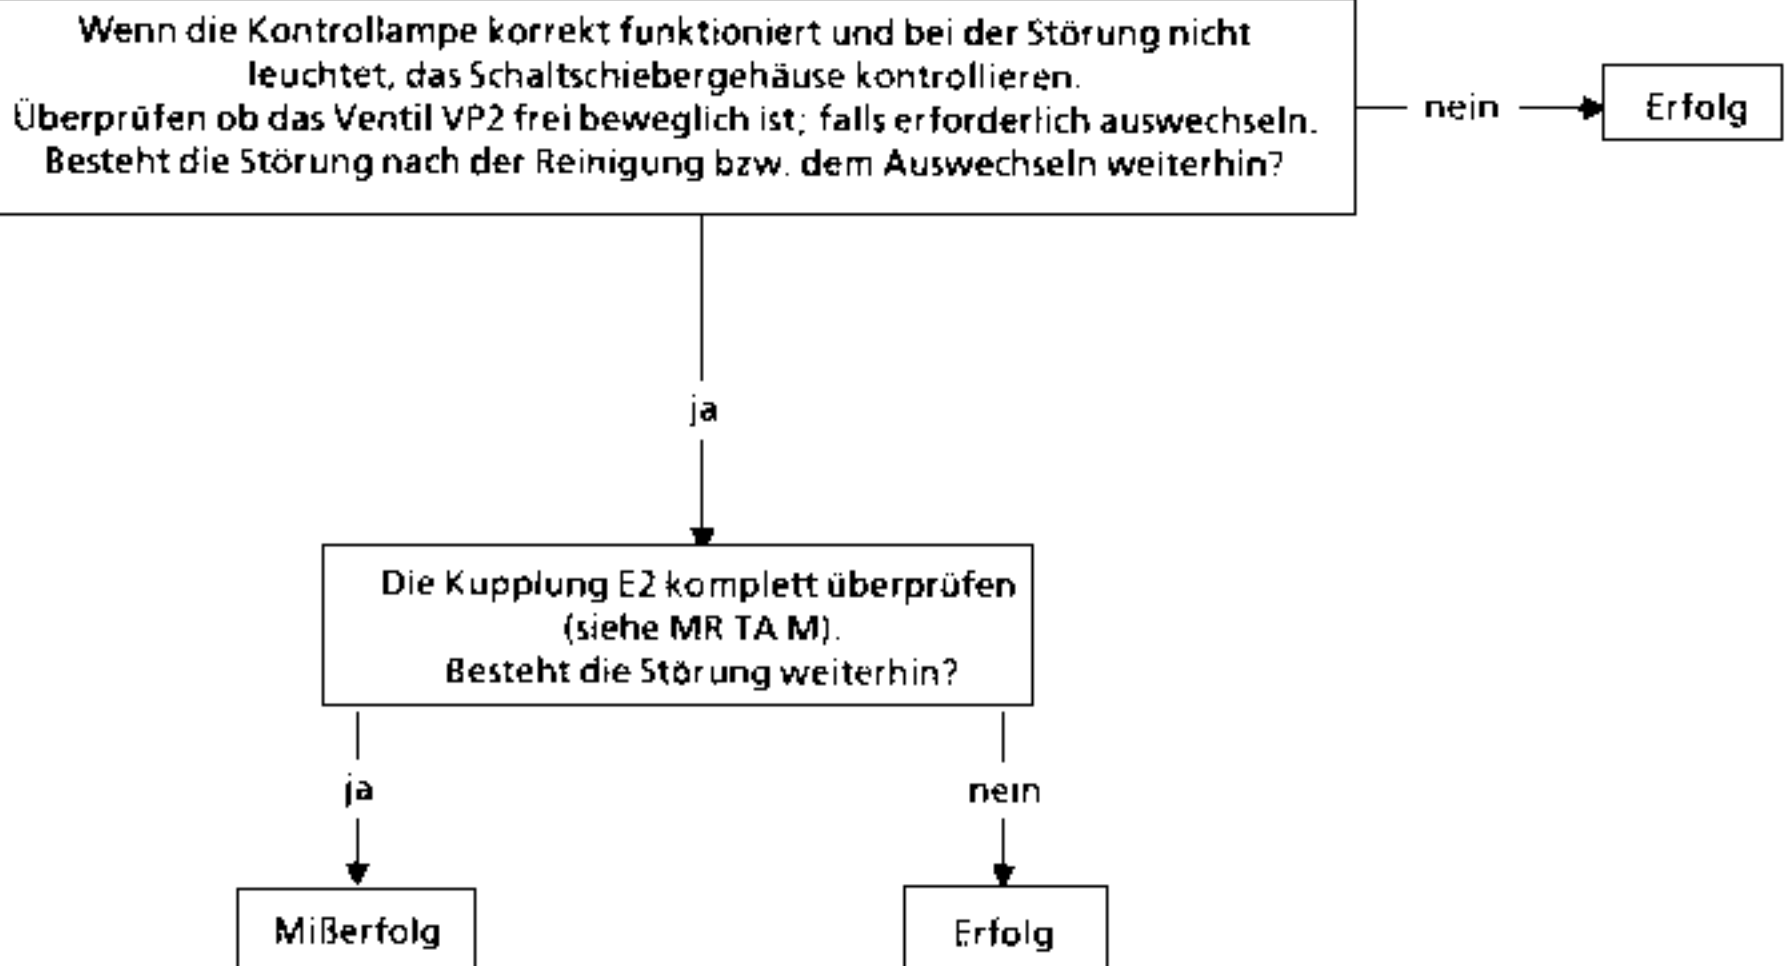 Wenn die Kontrollampe korrekt funktioniert und bei der Störung nicht
leuchtet, das Schaltschiebergehäuse kontrollieren.
Überprüfen ob das Ventil VP2 frei beweglich ist; falls erforderlich auswechseln.
Besteht die Störung nach der Reinigung bzw. dem Auswechseln weiterhin?
nein
Erfolg
ja
Die Kupplung E2 komplett überprüfen
(siehe MR TA M).
Besteht die Störung weiterhin?
ja
nein
Mißerfolg
Erfolg